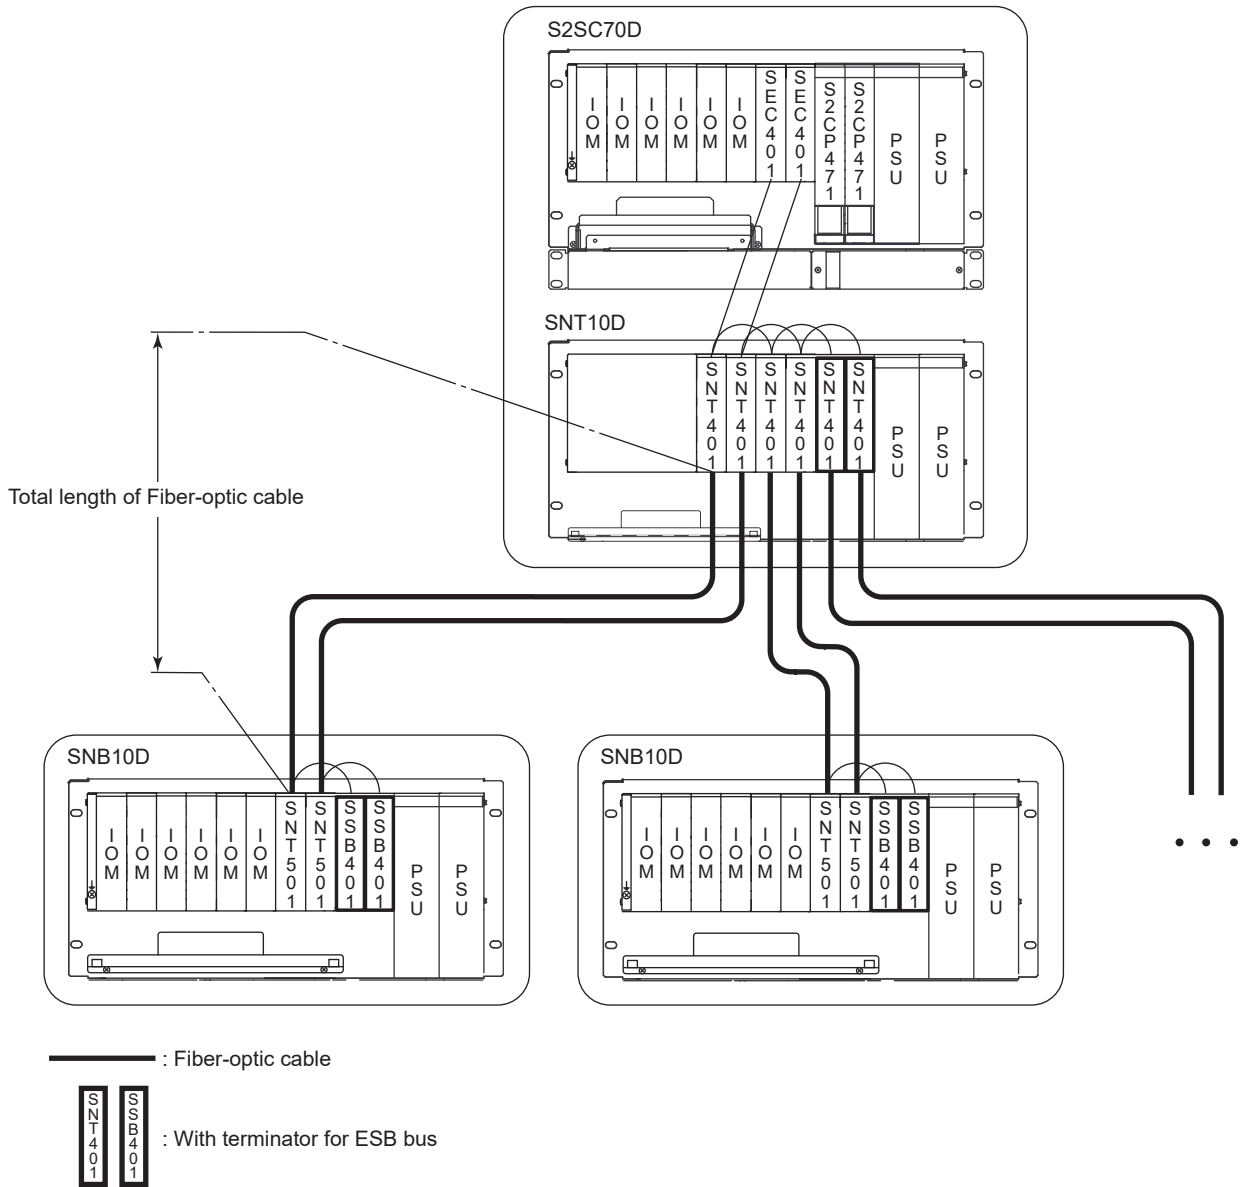 S2SC70D
IOM IOM IOM IOM IOM IOM SEC401 SEC401 S2CP471 S2CP471 PSU PSU
SNT10D
SNT401 SNT401 SNT401 SNT401 SNT401 SNT401 PSU PSU
Total length of Fiber-optic cable
SNB10D
IOM IOM IOM IOM IOM IOM SNT501 SNT501 SSB401 SSB401 PSU PSU
SNB10D
IOM IOM IOM IOM IOM IOM SNT501 SNT501 SSB401 SSB401 PSU PSU
• • •
: Fiber-optic cable
SNT401 SSB401 : With terminator for ESB bus